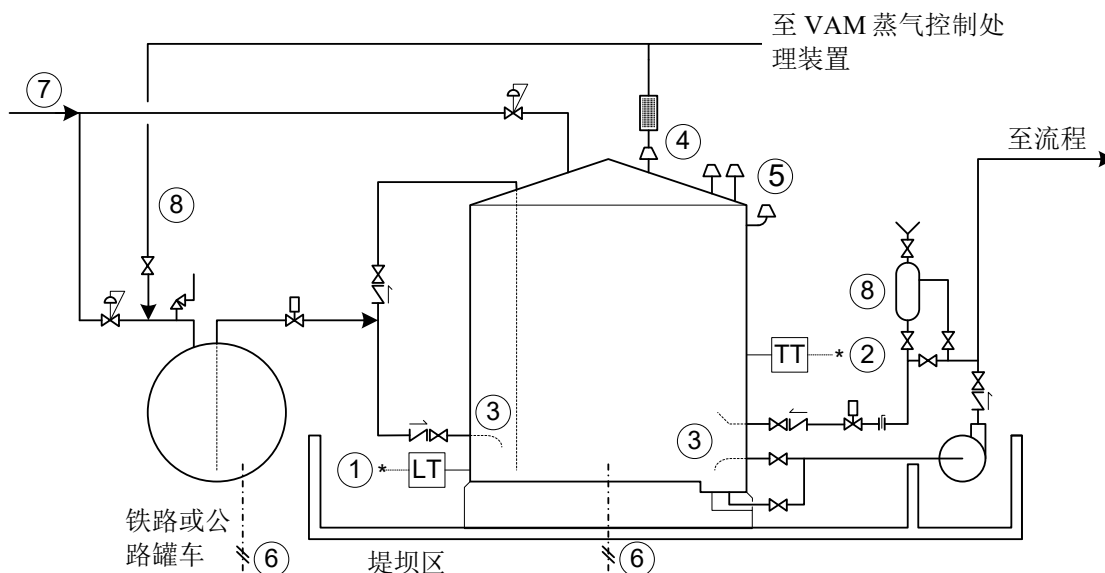 至 VAM 蒸气控制处
理装置
⑦
④
至流程
⑤
⑧
⑧
TT
*
②
③
③
①
*
LT
铁路或公
路罐车
⑥
堤坝区
⑥